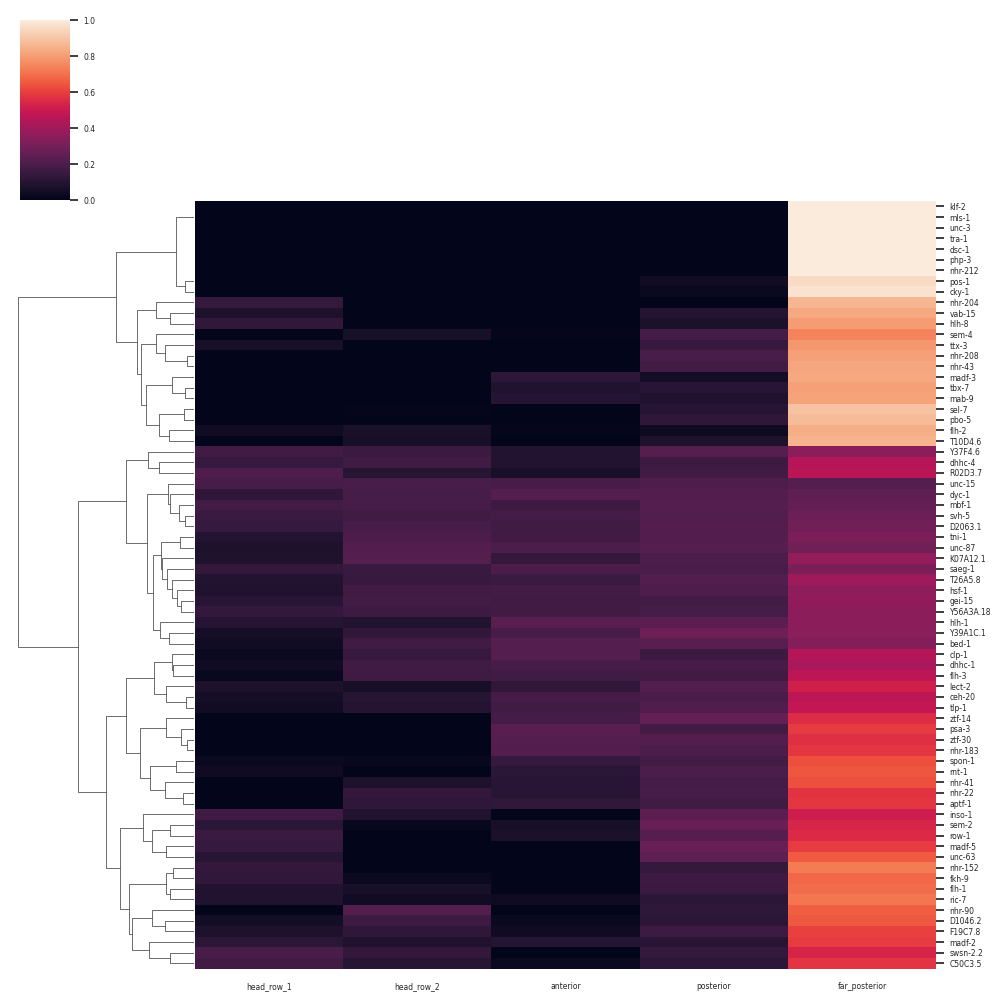 1.0
0.8
0.6
0.4
0.2
0.0
klf-2
mls-1
unc-3
tra-1
dsc-1
php-3
nhr-212
pos-1
cky-1
nhr-204
vab-15
hlh-8
sem-4
ttx-3
nhr-208
nhr-43
madf-3
tbx-7
mab-9
sel-7
pbo-5
flh-2
T10D4.6
Y37F4.6
dhhc-4
R02D3.7
unc-15
dyc-1
mbf-1
svh-5
D2063.1
tni-1
unc-87
K07A12.1
saeg-1
T26A5.8
hsf-1
gei-15
Y56A3A.18
hlh-1
Y39A1C.1
bed-1
clp-1
dhhc-1
flh-3
lect-2
ceh-20
tlp-1
ztf-14
psa-3
ztf-30
nhr-183
spon-1
rnt-1
nhr-41
nhr-22
aptf-1
inso-1
sem-2
row-1
madf-5
unc-63
nhr-152
fkh-9
flh-1
ric-7
nhr-90
D1046.2
F19C7.8
madf-2
swsn-2.2
C50C3.5
head_row_1 head_row_2 anterior posterior far_posterior